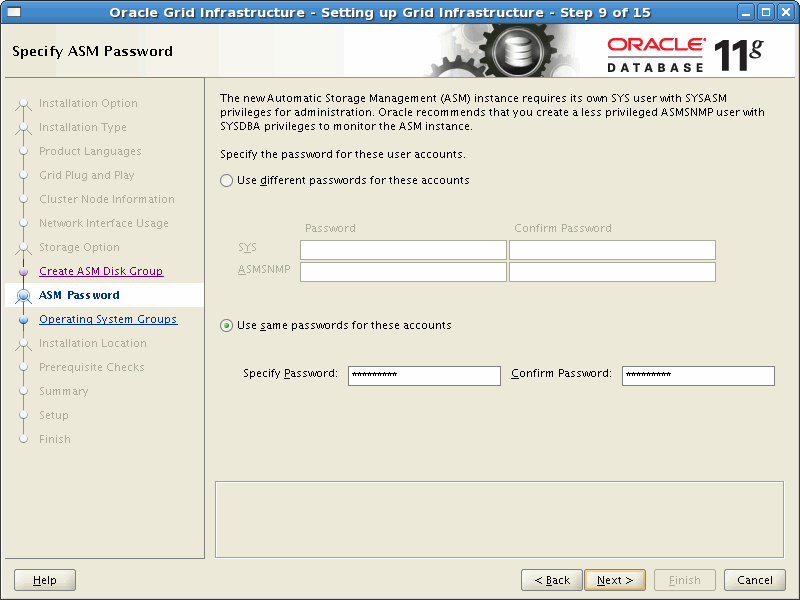 Oracle Grid Infrastructure - Setting up Grid Infrastructure - Step 9 of 15
Specify ASM Password
ORACLE
DATABASE 11g
Installation Option
Installation Type
Product Languages
Grid Plug and Play
Cluster Node Information
Network Interface Usage
Storage Option
Create ASM Disk Group
ASM Password
Operating System Groups
Installation Location
Prerequisite Checks
Summary
Setup
Finish
The new Automatic Storage Management (ASM) instance requires its own SYS user with SYSASM
privileges for administration. Oracle recommends that you create a less privileged ASMSNMP user with
SYSDBA privileges to monitor the ASM instance.
Specify the password for these user accounts.
Use different passwords for these accounts
Password Confirm Password
SYS
ASMSNMP
Use same passwords for these accounts
Specify Password: ********* Confirm Password: *********
Help < Back Next > Finish Cancel